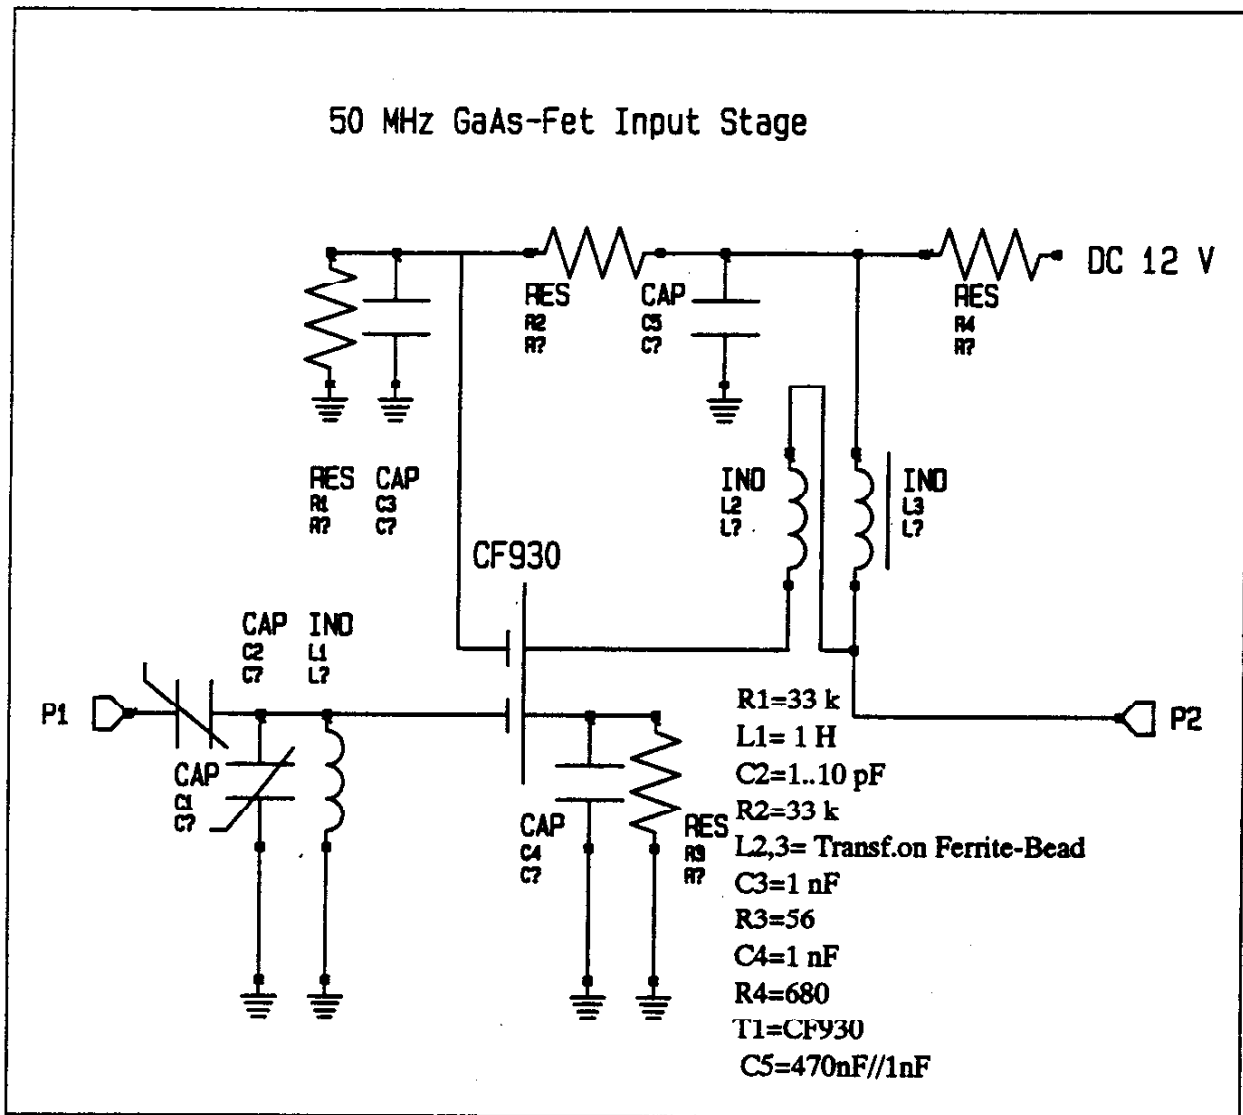 50 MHz GaAs-Fet Input Stage
DC 12 V
RES
R2
R?
CAP
C5
C?
RES
R4
R?
RES
R1
R?
CAP
C3
C?
IND
L2
L?
IND
L3
L?
CF930
CAP
C2
C?
IND
L1
L?
P1
CAP
C1
C?
CAP
C4
C?
RES
R3
R?
P2
R1=33 k
L1= 1 H
C2=1..10 pF
R2=33 k
L2,3= Transf.on Ferrite-Bead
C3=1 nF
R3=56
C4=1 nF
R4=680
T1=CF930
C5=470nF//1nF